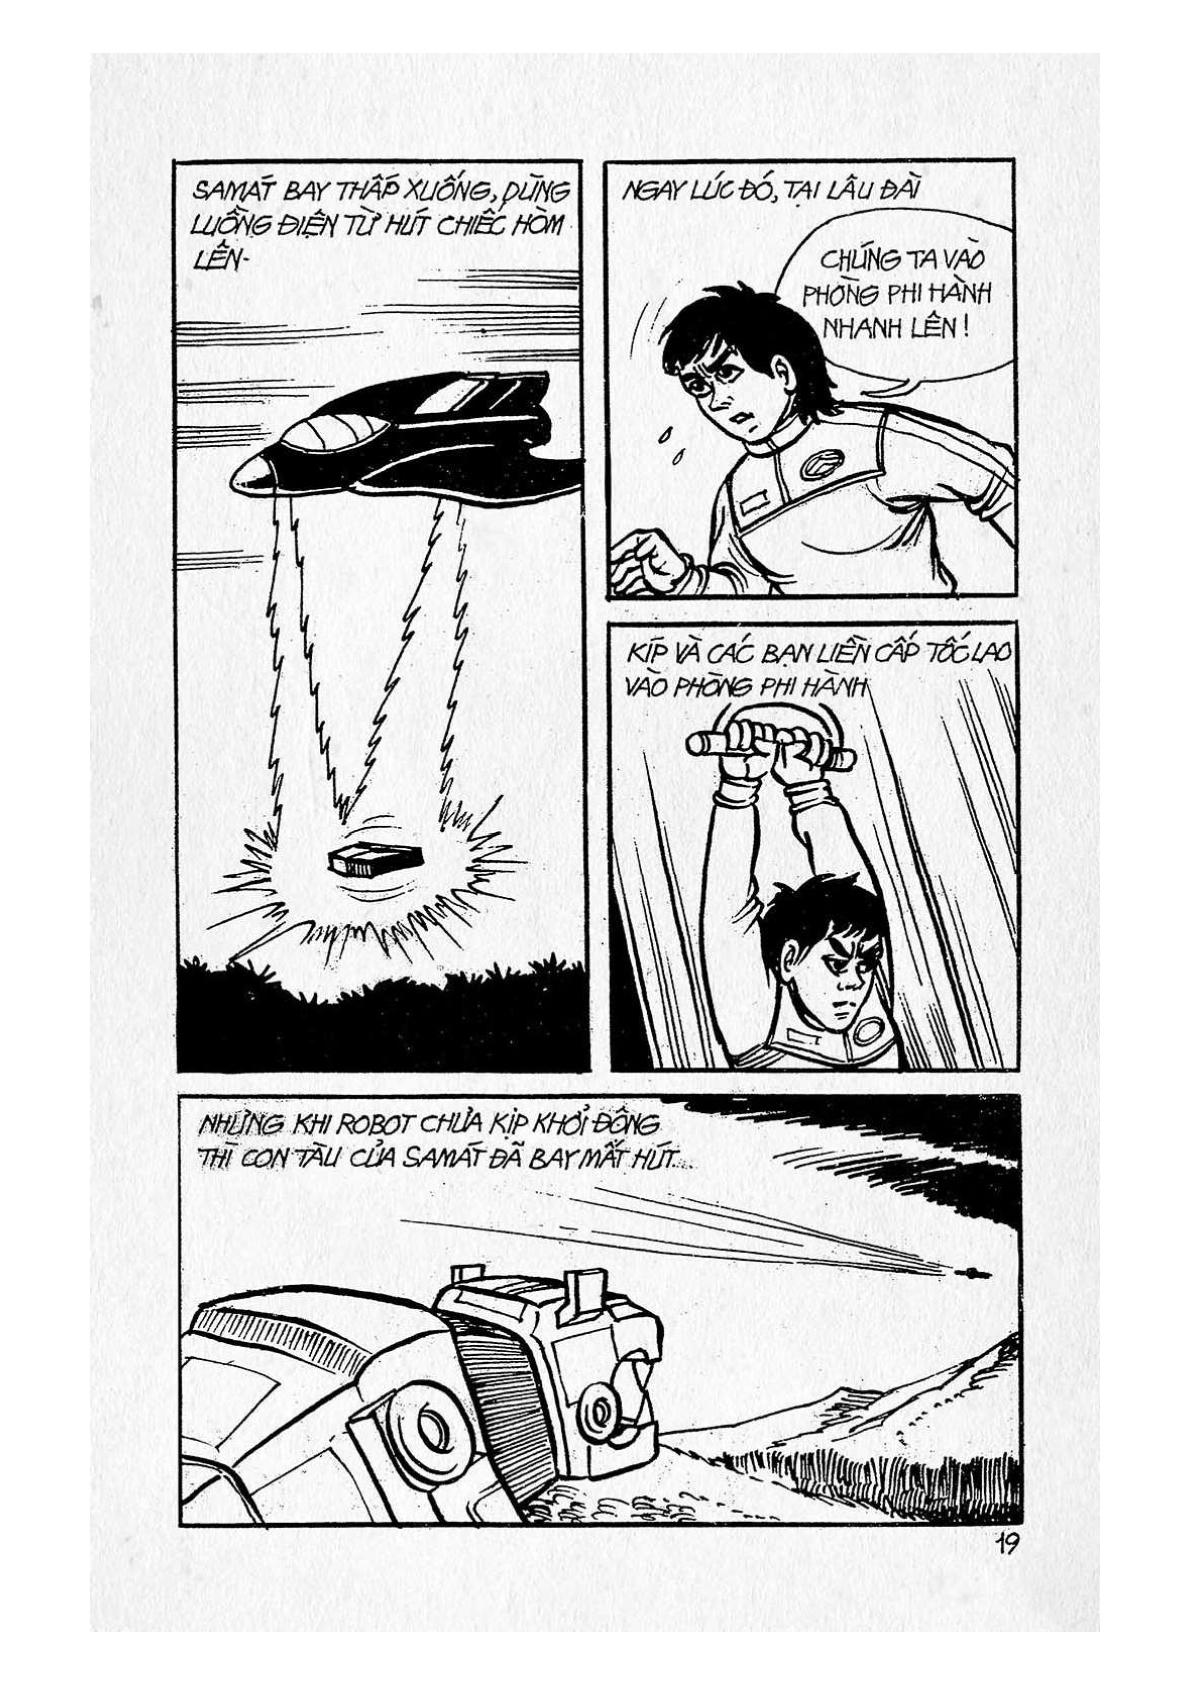 SAMÁT BAY THẤP XUỐNG, DÙNG
LUỒNG ĐIỆN TỪ HÚT CHIẾC HÒM
LÊN-
NGAY LÚC ĐÓ, TẠI LÂU ĐÀI
CHÚNG TA VÀO
PHÒNG PHI HÀNH
NHANH LÊN!
KÍP VÀ CÁC BẠN LIỀN CẤP TỐC LAO
VÀO PHÒNG PHI HÀNH
NHƯNG KHI ROBOT CHƯA KỊP KHỞI ĐỘNG
THÌ CON TÀU CỦA SAMÁT ĐÃ BAY MẤT HÚT...
19